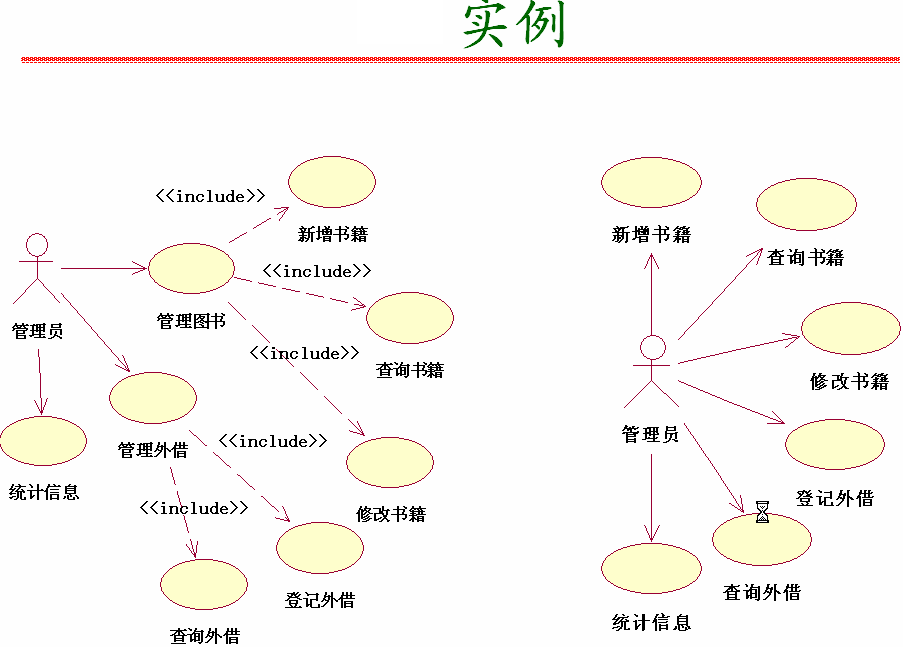 实例
<<include>>
新增书籍
<<include>>
管理图书
管理员
<<include>>
查询书籍
<<include>>
管理外借
统计信息
<<include>>
修改书籍
登记外借
查询外借
新增书籍
查询书籍
修改书籍
管理员
登记外借
查询外借
统计信息